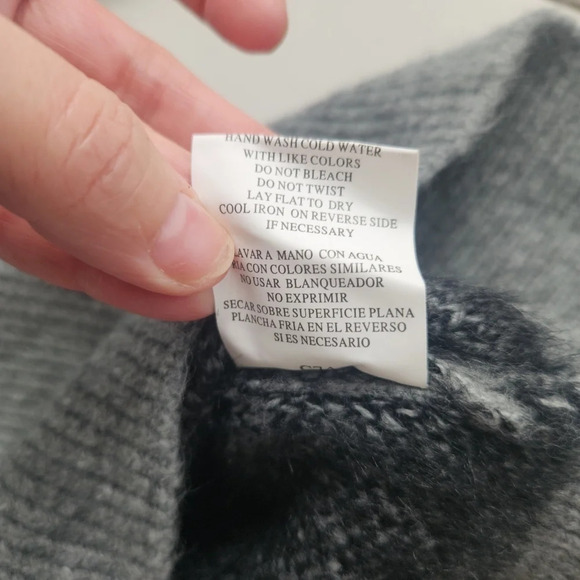 HAND WASH COLD WATER
WITH LIKE COLORS
DO NOT BLEACH
DO NOT TWIST
LAY FLAT TO DRY
COOL IRON ON REVERSE SIDE
IF NECESSARY
LAVAR A MANO CON AGUA
FRIA CON COLORES SIMILARES
NO USAR BLANQUEADOR
NO EXPRIMIR
SECAR SOBRE SUPERFICIE PLANA
PLANCHA FRIA EN EL REVERSO
SI ES NECESARIO